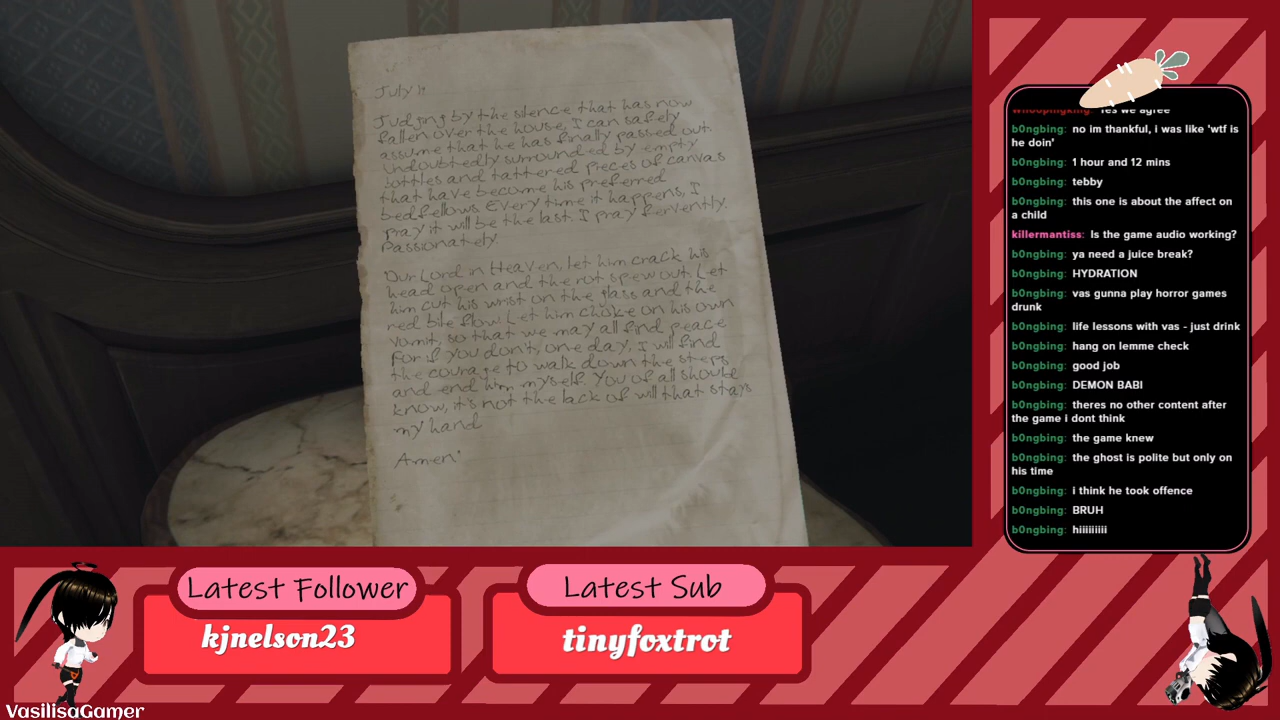 July 11
Judging by the silence that has now
fallen over the house, I can safely
assume that he has finally passed out.
Undoubtedly surrounded by empty
bottles and tattered pieces of canvas
that have become his preferred
bedfellows. Every time it happens, I
pray it will be the last. I pray fervently.
Passionately.
Our Lord in Heaven, let him crack his
head open and the rot spew out. Let
him cut his wrist on the glass and the
red bile flow. Let him choke on his own
vomit, so that we may all find peace
For if you don't, one day, I will find
the courage to walk down the steps
and end him myself. You of all should
know, it's not the lack of will that stays
my hand
Amen.
whoopingking: Yes we agree
b0ngbing: no im thankful, i was like 'wtf is
he doin'
b0ngbing: 1 hour and 12 mins
b0ngbing: tebby
b0ngbing: this one is about the affect on
a child
killermantiss: Is the game audio working?
b0ngbing: ya need a juice break?
b0ngbing: HYDRATION
b0ngbing: vas gunna play horror games
drunk
b0ngbing: life lessons with vas - just drink
b0ngbing: hang on lemme check
b0ngbing: good job
b0ngbing: DEMON BABI
b0ngbing: theres no other content after
the game i dont think
b0ngbing: the game knew
b0ngbing: the ghost is polite but only on
his time
b0ngbing: i think he took offence
b0ngbing: BRUH
b0ngbing: hiiiiiiiii
Latest Follower
kjnelson23
Latest Sub
tinyfoxtrot
VasilisaGamer